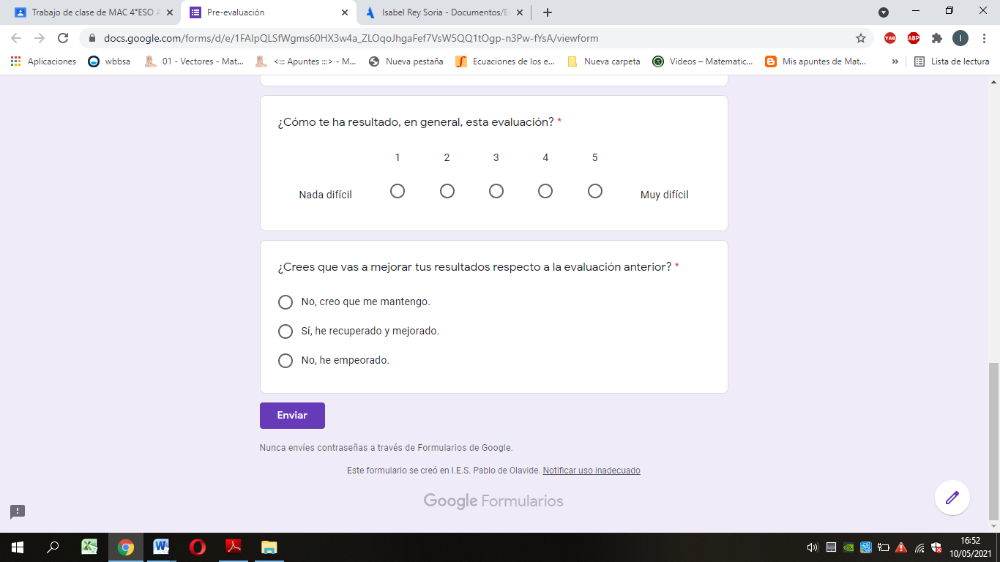 Trabajo de clase de MAC 4°ESO
Pre-evaluación
Isabel Rey Soria - Documentos/E
docs.google.com/forms/d/e/1FAIpQLSfWgms60HX3w4a_ZLOqoJhgaFef7VsW5QQ1tOgp-n3Pw-fYsA/viewform
YAB
ABP
I
Aplicaciones
wbbsa
01 - Vectores - Mat...
<::: Apuntes :::> - M...
Nueva pestaña
Ecuaciones de los e...
Nueva carpeta
Videos – Matematic...
Mis apuntes de Mat...
»
Lista de lectura
¿Cómo te ha resultado, en general, esta evaluación? *
1 2 3 4 5
Nada difícil Muy difícil
¿Crees que vas a mejorar tus resultados respecto a la evaluación anterior? *
No, creo que me mantengo.
Sí, he recuperado y mejorado.
No, he empeorado.
Enviar
Nunca envíes contraseñas a través de Formularios de Google.
Este formulario se creó en I.E.S. Pablo de Olavide. Notificar uso inadecuado
Google Formularios
16:52
10/05/2021